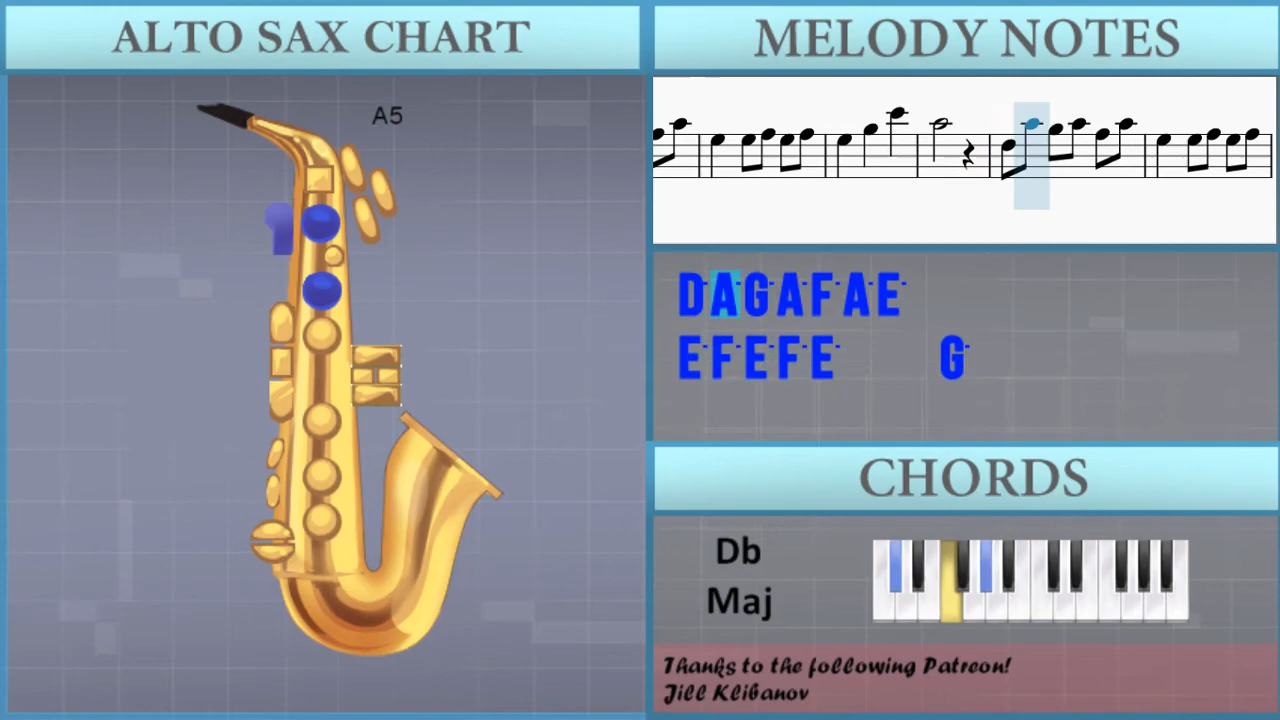 ALTO SAX CHART
A5
MELODY NOTES
DAGAFAE
EFEFE G
CHORDS
Db
Maj
Thanks to the following Patreon!
Jill Klibanov